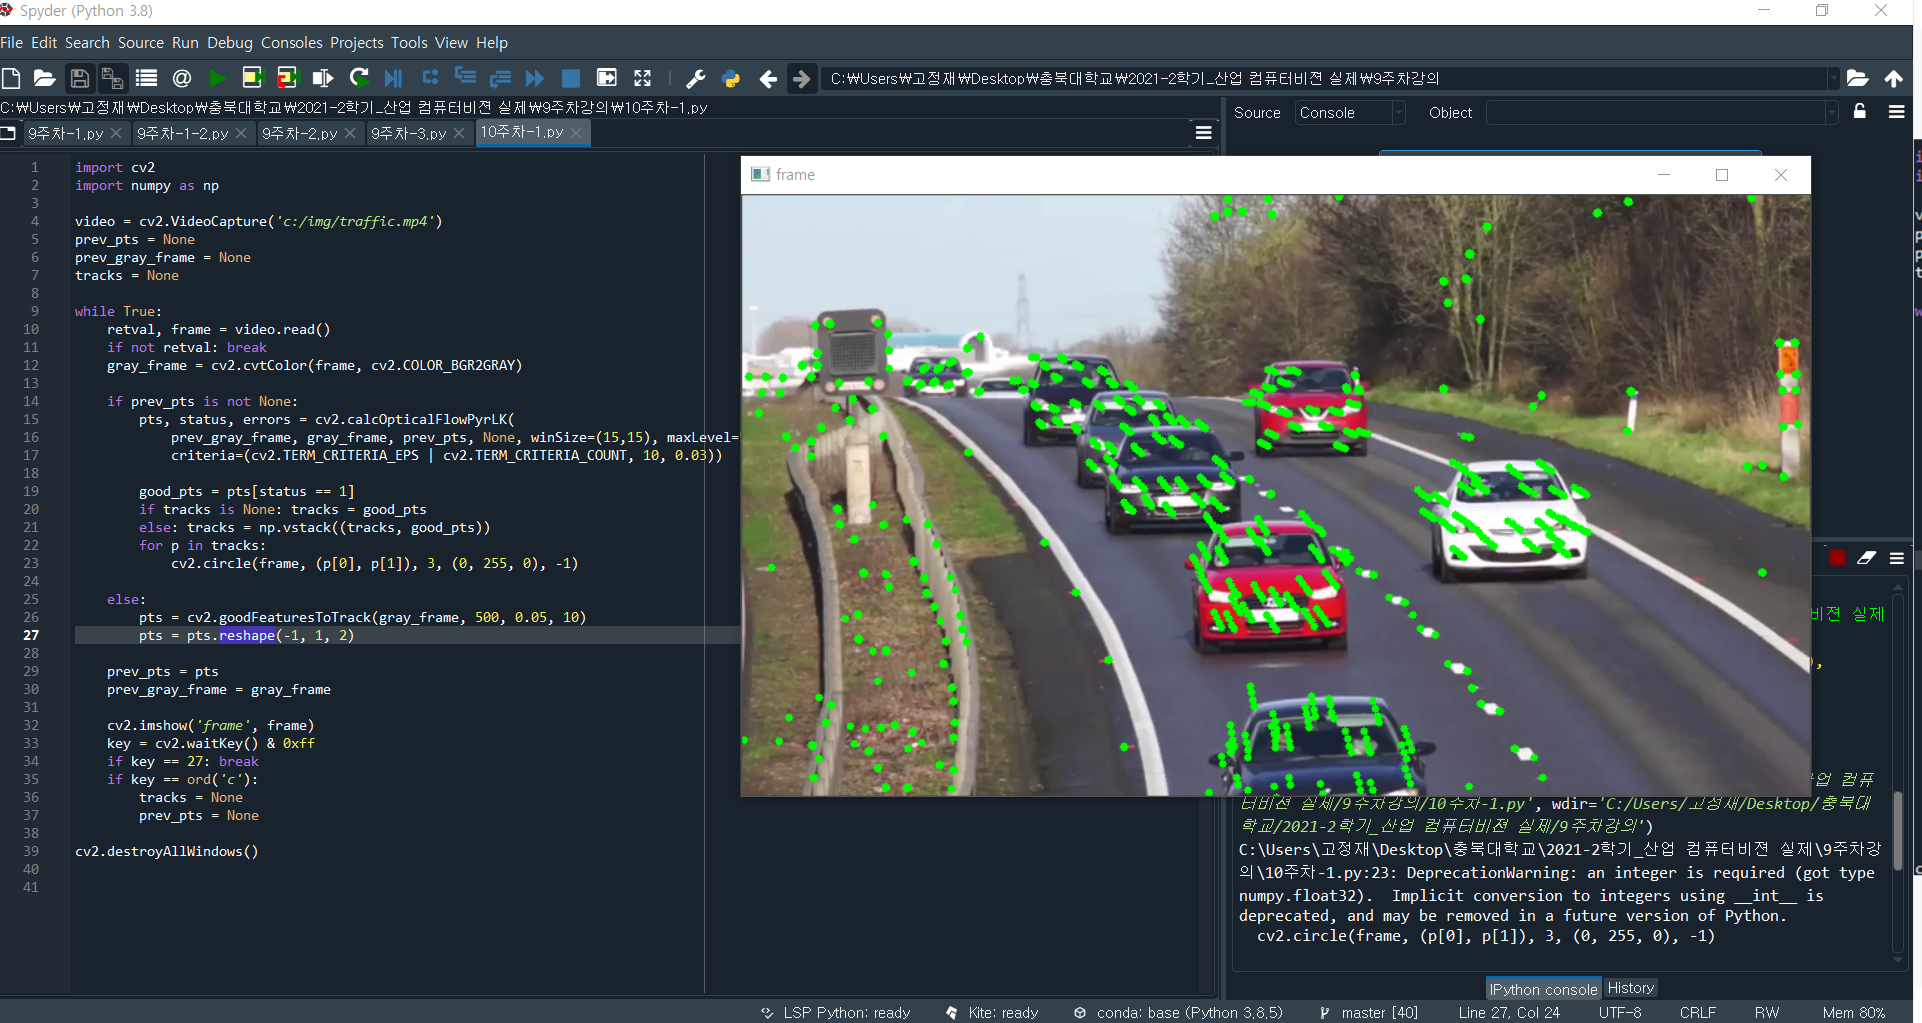 Spyder (Python 3.8)
File Edit Search Source Run Debug Consoles Projects Tools View Help
C:₩Users₩고정재₩Desktop₩충북대학교₩2021-2학기_산업 컴퓨터비젼 실제₩9주차강의
C:₩Users₩고정재₩Desktop₩충북대학교₩2021-2학기_산업 컴퓨터비젼 실제₩9주차강의₩10주차-1.py
Source Console Object
9주차-1.py 9주차-1-2.py 9주차-2.py 9주차-3.py 10주차-1.py
1 import cv2
2 import numpy as np
3
4 video = cv2.VideoCapture('c:/img/traffic.mp4')
5 prev_pts = None
6 prev_gray_frame = None
7 tracks = None
8
9 while True:
10 retval, frame = video.read()
11 if not retval: break
12 gray_frame = cv2.cvtColor(frame, cv2.COLOR_BGR2GRAY)
13
14 if prev_pts is not None:
15 pts, status, errors = cv2.calcOpticalFlowPyrLK(
16 prev_gray_frame, gray_frame, prev_pts, None, winSize=(15,15), maxLevel=
17 criteria=(cv2.TERM_CRITERIA_EPS | cv2.TERM_CRITERIA_COUNT, 10, 0.03))
18
19 good_pts = pts[status == 1]
20 if tracks is None: tracks = good_pts
21 else: tracks = np.vstack((tracks, good_pts))
22 for p in tracks:
23 cv2.circle(frame, (p[0], p[1]), 3, (0, 255, 0), -1)
24
25 else:
26 pts = cv2.goodFeaturesToTrack(gray_frame, 500, 0.05, 10)
27 pts = pts.reshape(-1, 1, 2)
28
29 prev_pts = pts
30 prev_gray_frame = gray_frame
31
32 cv2.imshow('frame', frame)
33 key = cv2.waitKey() & 0xff
34 if key == 27: break
35 if key == ord('c'):
36 tracks = None
37 prev_pts = None
38
39 cv2.destroyAllWindows()
40
41
frame
비젼 실제
),
산업 컴퓨
터비젼 실제/9주차강의/10주차-1.py', wdir='C:/Users/고정재/Desktop/충북대
학교/2021-2학기_산업 컴퓨터비젼 실제/9주차강의')
C:\Users\고정재\Desktop\충북대학교\2021-2학기_산업 컴퓨터비젼 실제\9주차강
의\10주차-1.py:23: DeprecationWarning: an integer is required (got type
numpy.float32).  Implicit conversion to integers using __int__ is
deprecated, and may be removed in a future version of Python.
cv2.circle(frame, (p[0], p[1]), 3, (0, 255, 0), -1)
IPython console History
LSP Python: ready Kite: ready conda: base (Python 3.8.5) master [40] Line 27, Col 24 UTF-8 CRLF RW Mem 80%